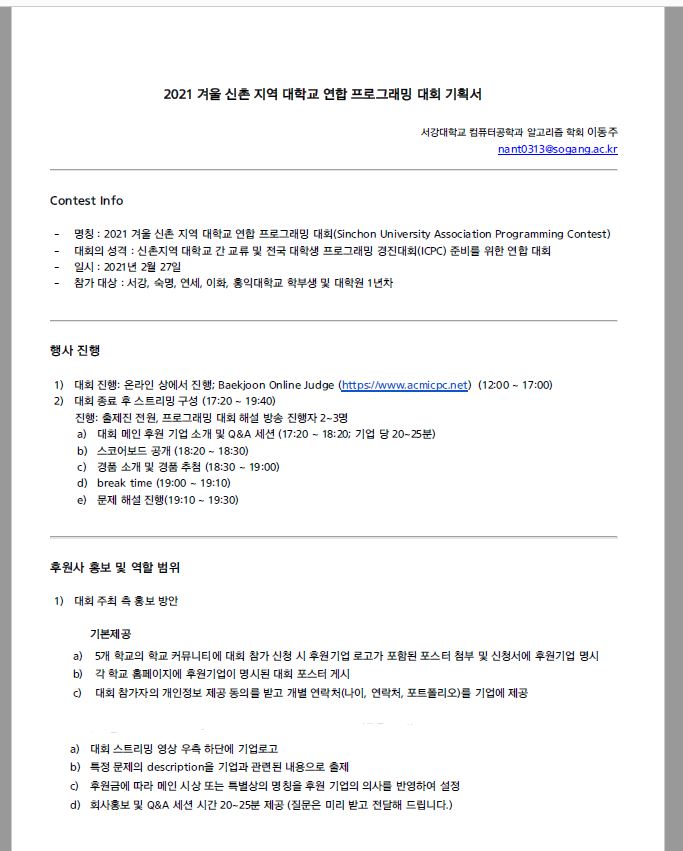 2021 겨울 신촌 지역 대학교 연합 프로그래밍 대회 기획서
서강대학교 컴퓨터공학과 알고리즘 학회 이동주
nant0313@sogang.ac.kr
Contest Info
- 명칭 : 2021 겨울 신촌 지역 대학교 연합 프로그래밍 대회(Sinchon University Association Programming Contest)
- 대회의 성격 : 신촌지역 대학교 간 교류 및 전국 대학생 프로그래밍 경진대회(ICPC) 준비를 위한 연합 대회
- 일시 : 2021년 2월 27일
- 참가 대상 : 서강, 숙명, 연세, 이화, 홍익대학교 학부생 및 대학원 1년차
행사 진행
1) 대회 진행: 온라인 상에서 진행; Baekjoon Online Judge (https://www.acmicpc.net) (12:00 ~ 17:00)
2) 대회 종료 후 스트리밍 구성 (17:20 ~ 19:40)
진행: 출제진 전원, 프로그래밍 대회 해설 방송 진행자 2~3명
a) 대회 메인 후원 기업 소개 및 Q&A 세션 (17:20 ~ 18:20; 기업 당 20~25분)
b) 스코어보드 공개 (18:20 ~ 18:30)
c) 경품 소개 및 경품 추첨 (18:30 ~ 19:00)
d) break time (19:00 ~ 19:10)
e) 문제 해설 진행(19:10 ~ 19:30)
후원사 홍보 및 역할 범위
1) 대회 주최 측 홍보 방안
기본제공
a) 5개 학교의 학교 커뮤니티에 대회 참가 신청 시 후원기업 로고가 포함된 포스터 첨부 및 신청서에 후원기업 명시
b) 각 학교 홈페이지에 후원기업이 명시된 대회 포스터 게시
c) 대회 참가자의 개인정보 제공 동의를 받고 개별 연락처(나이, 연락처, 포트폴리오)를 기업에 제공
a) 대회 스트리밍 영상 우측 하단에 기업로고
b) 특정 문제의 description을 기업과 관련된 내용으로 출제
c) 후원금에 따라 메인 시상 또는 특별상의 명칭을 후원 기업의 의사를 반영하여 설정
d) 회사홍보 및 Q&A 세션 시간 20~25분 제공 (질문은 미리 받고 전달해 드립니다.)